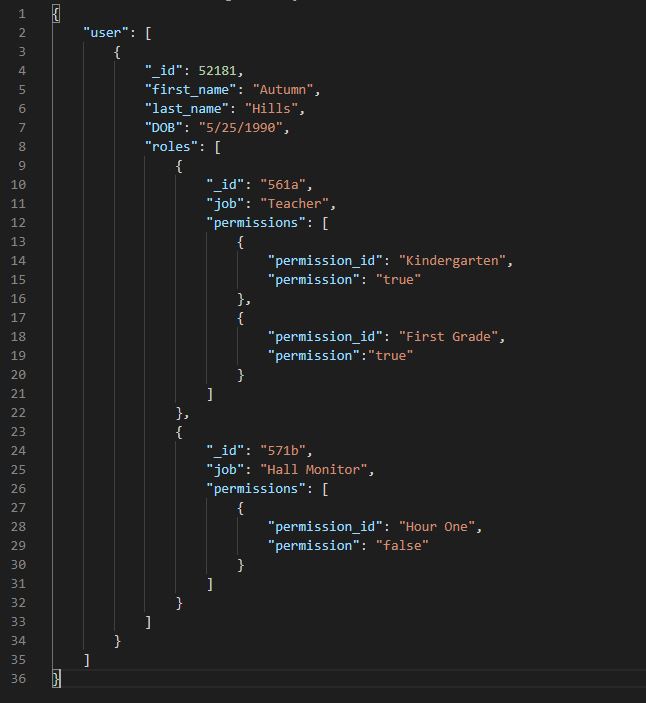 1 {
2     "user": [
3         {
4             "_id": 52181,
5             "first_name": "Autumn",
6             "last_name": "Hills",
7             "DOB": "5/25/1990",
8             "roles": [
9                 {
10                     "_id": "561a",
11                     "job": "Teacher",
12                     "permissions": [
13                         {
14                             "permission_id": "Kindergarten",
15                             "permission": "true"
16                         },
17                         {
18                             "permission_id": "First Grade",
19                             "permission":"true"
20                         }
21                     ]
22                 },
23                 {
24                     "_id": "571b",
25                     "job": "Hall Monitor",
26                     "permissions": [
27                         {
28                             "permission_id": "Hour One",
29                             "permission": "false"
30                         }
31                     ]
32                 }
33             ]
34         }
35     ]
36 }